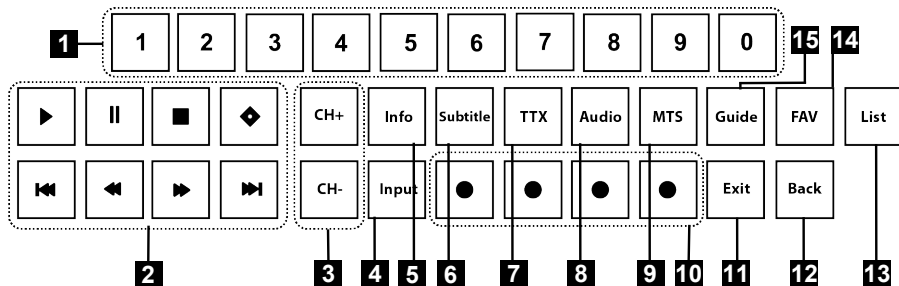 1 1 2 3 4 5 6 7 8 9 0 15 14
CH+ Info Subtitle TTX Audio MTS Guide FAV List
CH- Input Exit Back
2 3 4 5 6 7 8 9 10 11 12 13